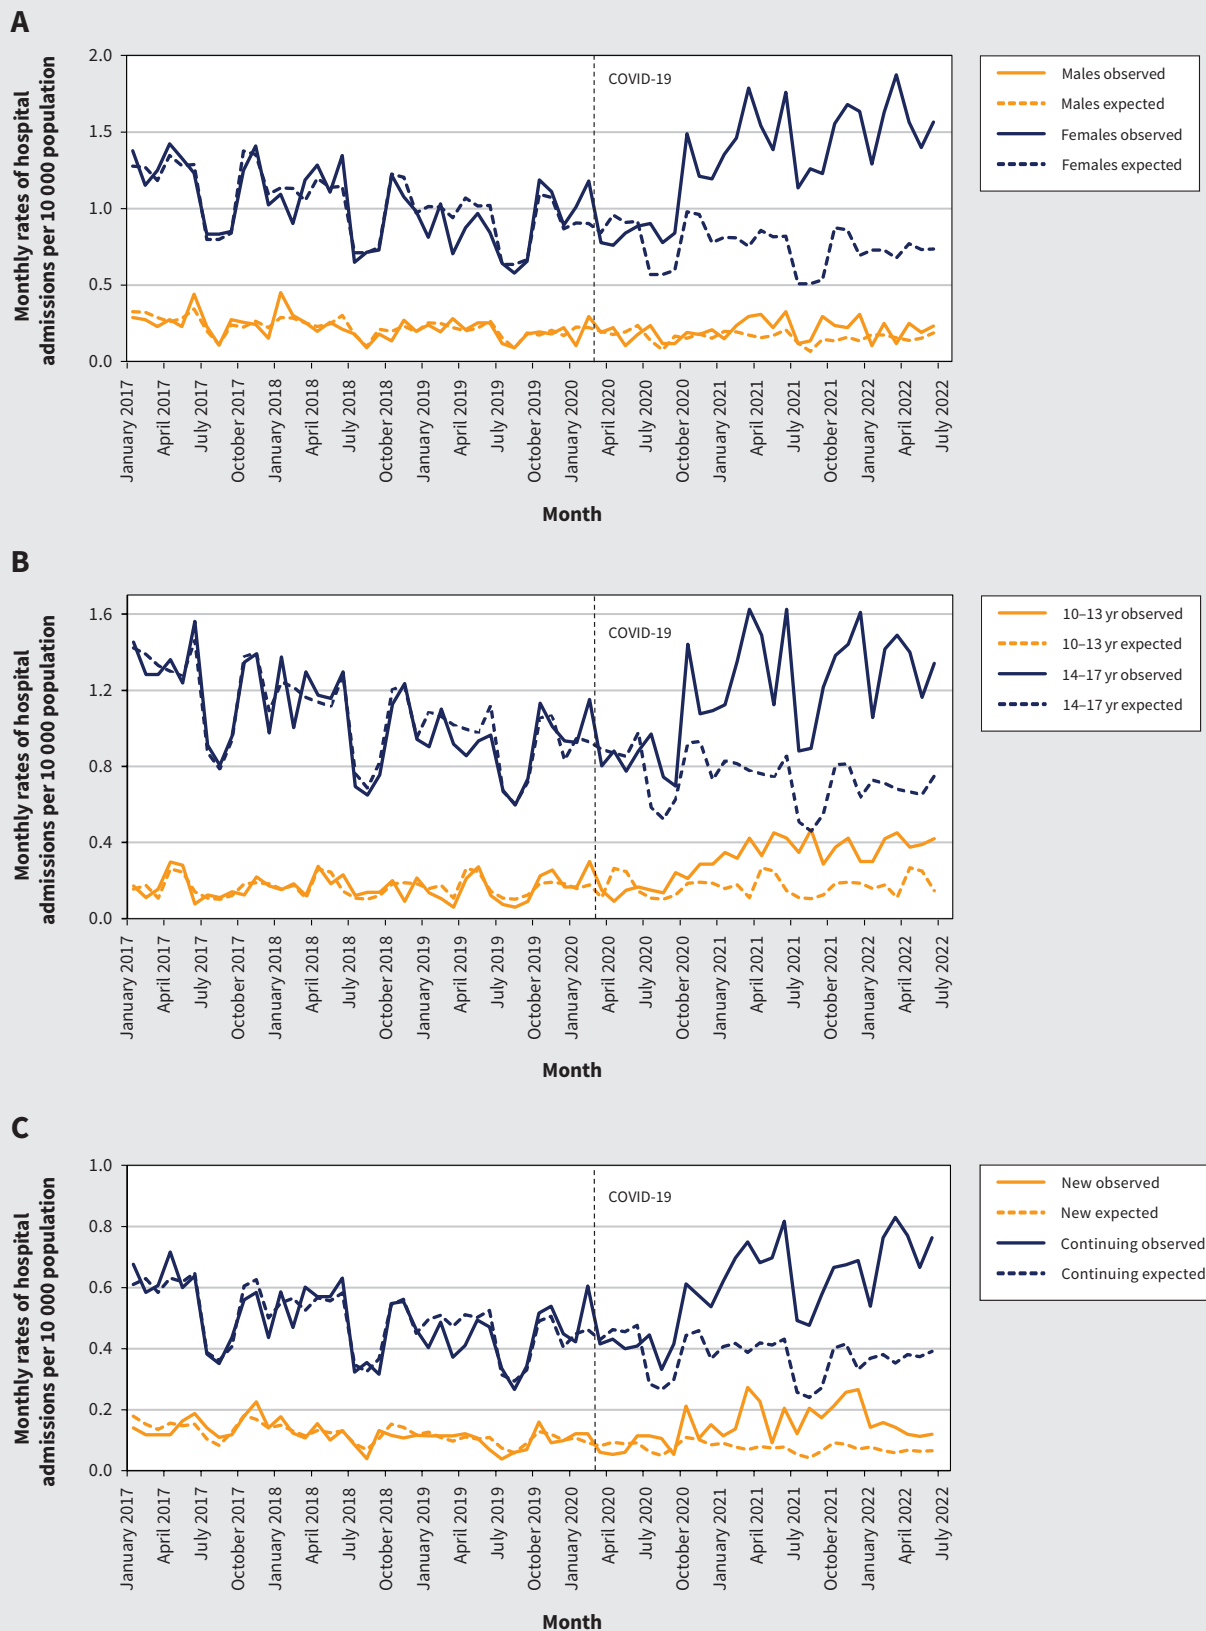 A
Monthly rates of hospital
admissions per 10 000 population
2.0
1.5
1.0
0.5
0.0
COVID-19
January 2017
April 2017
July 2017
October 2017
January 2018
April 2018
July 2018
October 2018
January 2019
April 2019
July 2019
October 2019
January 2020
April 2020
July 2020
October 2020
January 2021
April 2021
July 2021
October 2021
January 2022
April 2022
July 2022
Month
Males observed
Males expected
Females observed
Females expected
B
Monthly rates of hospital
admissions per 10 000 population
1.6
1.2
0.8
0.4
0.0
COVID-19
January 2017
April 2017
July 2017
October 2017
January 2018
April 2018
July 2018
October 2018
January 2019
April 2019
July 2019
October 2019
January 2020
April 2020
July 2020
October 2020
January 2021
April 2021
July 2021
October 2021
January 2022
April 2022
July 2022
Month
10–13 yr observed
10–13 yr expected
14–17 yr observed
14–17 yr expected
C
Monthly rates of hospital
admissions per 10 000 population
1.0
0.8
0.6
0.4
0.2
0.0
COVID-19
January 2017
April 2017
July 2017
October 2017
January 2018
April 2018
July 2018
October 2018
January 2019
April 2019
July 2019
October 2019
January 2020
April 2020
July 2020
October 2020
January 2021
April 2021
July 2021
October 2021
January 2022
April 2022
July 2022
Month
New observed
New expected
Continuing observed
Continuing expected